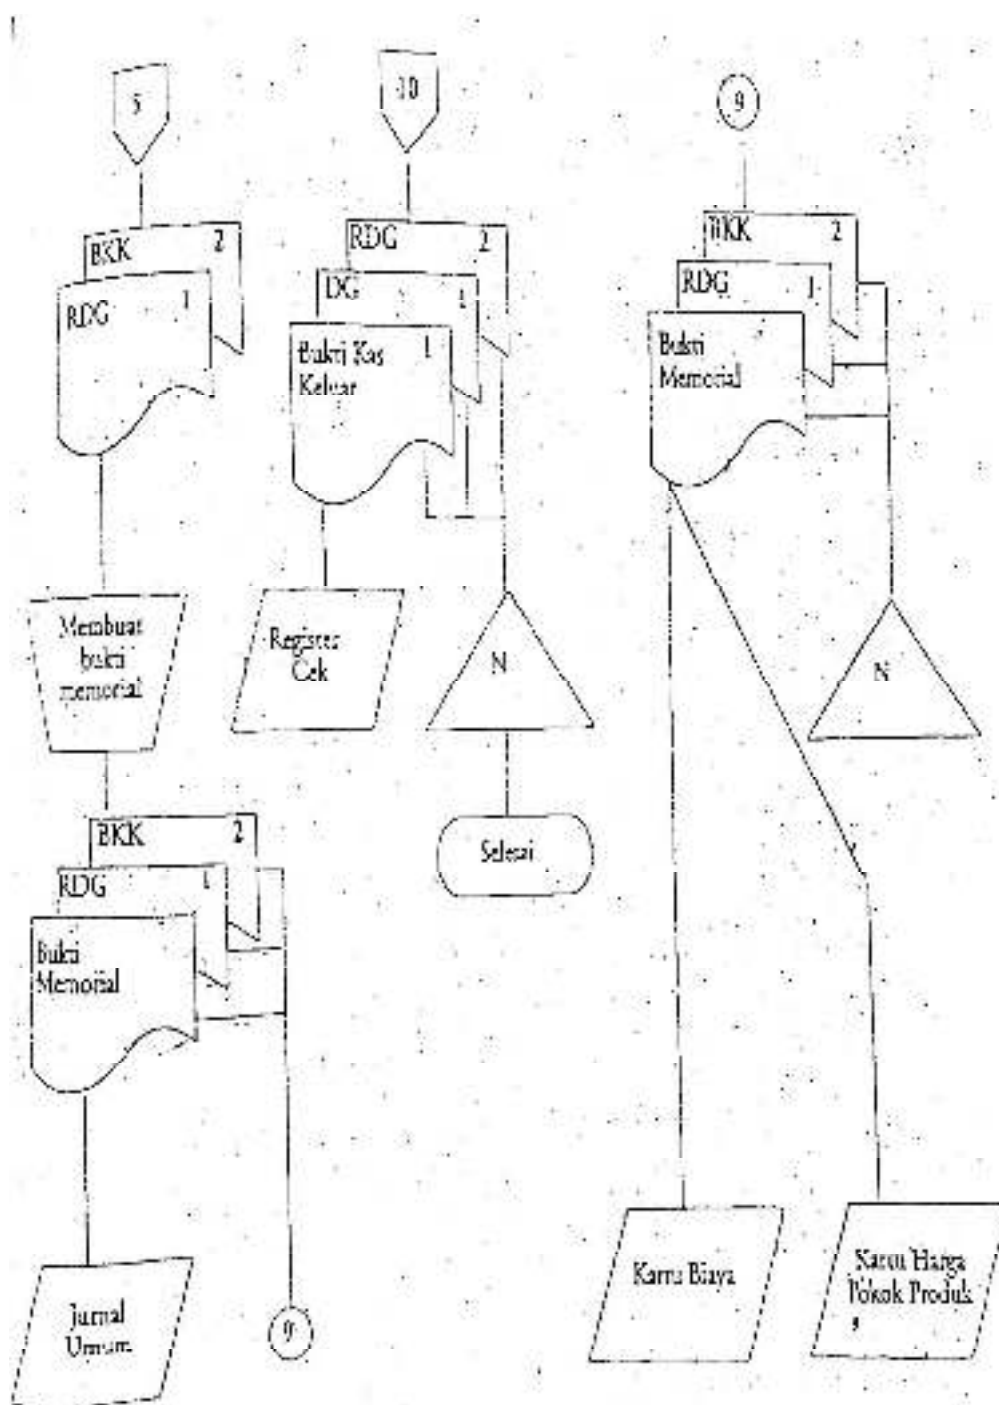 5
BKK 2
RDG 1
Membuat
bukti
memorial
BKK 2
RDG 1
Bukti
Memorial
Jurnal
Umum
9
10
RDG 2
DG 1
Bukti Kas
Keluar
1
Register
Cek
N
Selesai
9
BKK 2
RDG 1
Bukti
Memorial
N
Kartu Biaya
Kartu Harga
Pokok Produk